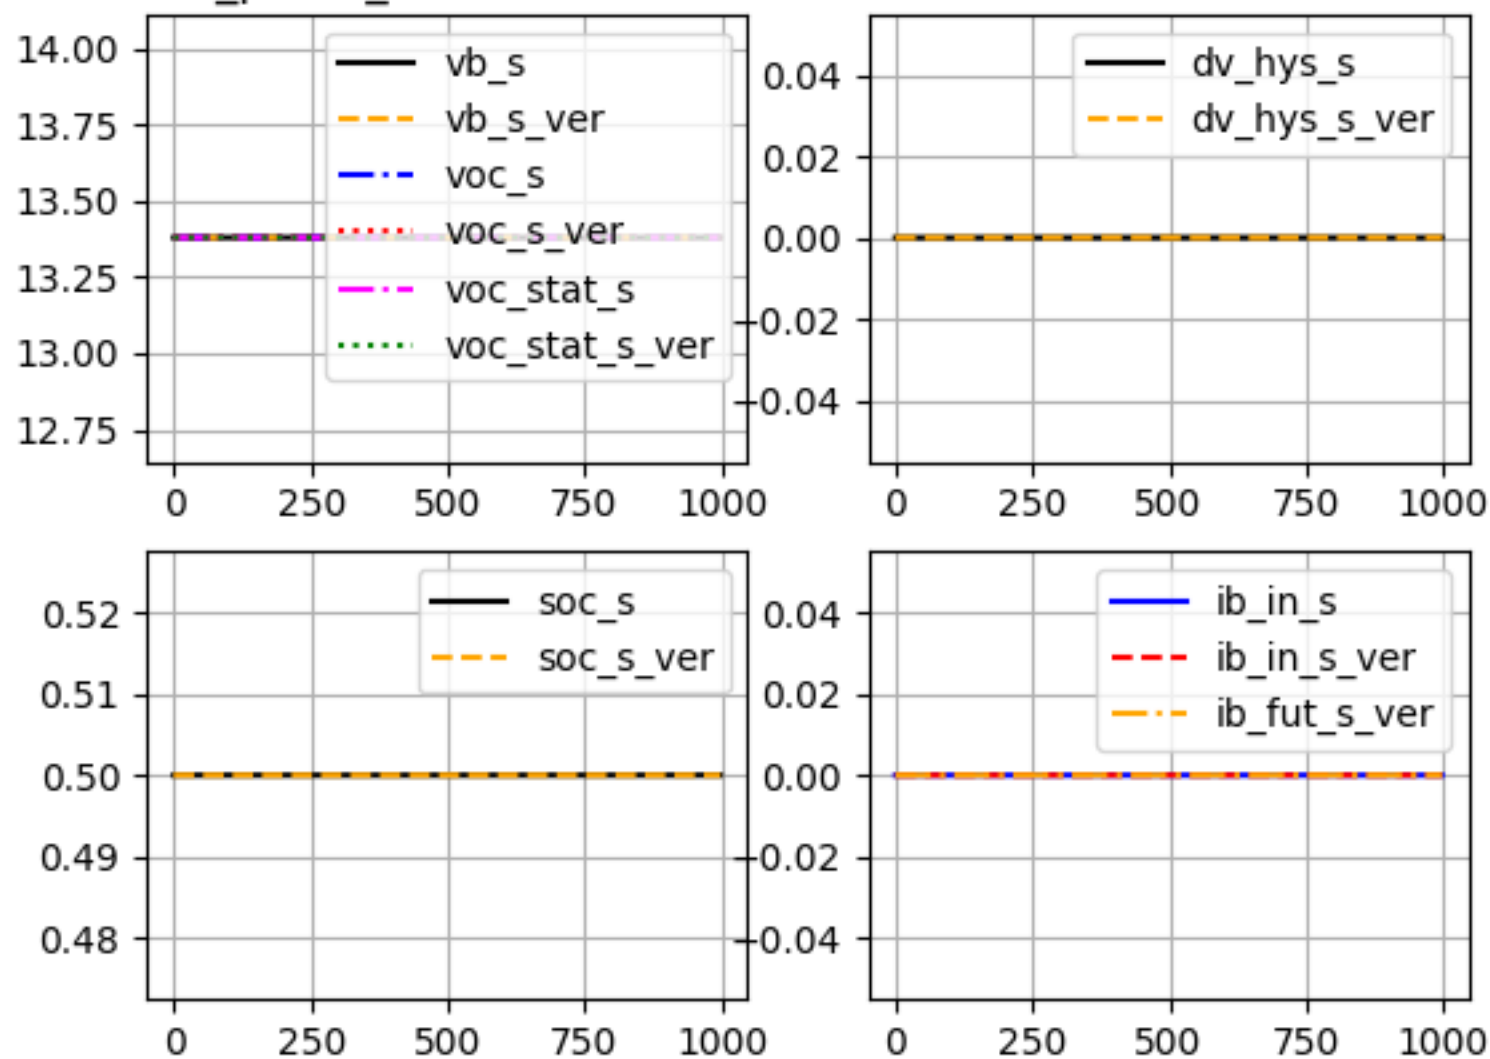 14.00
13.75
13.50
13.25
13.00
12.75
vb_s
vb_s_ver
voc_s
voc_s_ver
voc_stat_s
voc_stat_s_ver
0 250 500 750 1000
0.04
0.02
0.00
−0.02
−0.04
dv_hys_s
dv_hys_s_ver
0 250 500 750 1000
0.52
0.51
0.50
0.49
0.48
soc_s
soc_s_ver
0 250 500 750 1000
0.04
0.02
0.00
−0.02
−0.04
ib_in_s
ib_in_s_ver
ib_fut_s_ver
0 250 500 750 1000